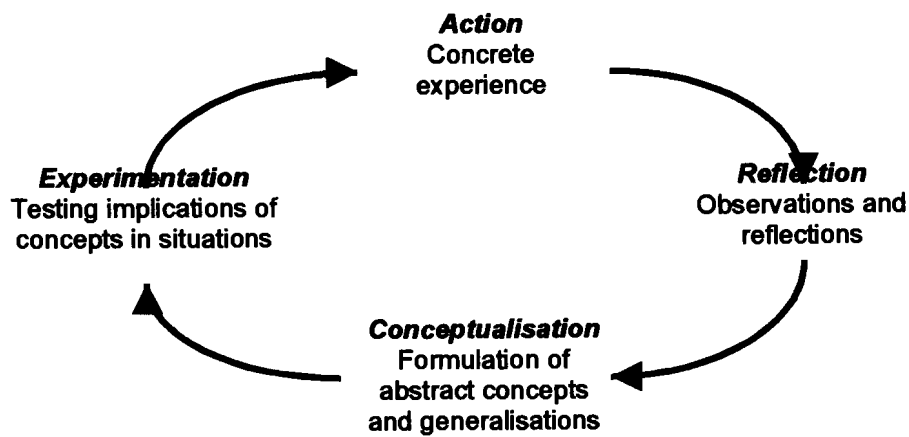 Action
Concrete
experience
Reflection
Observations and
reflections
Conceptualisation
Formulation of
abstract concepts
and generalisations
Experimentation
Testing implications of
concepts in situations